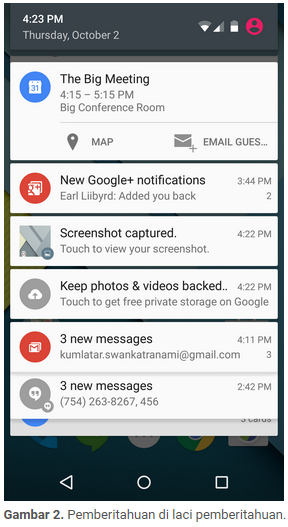 4:23 PM
Thursday, October 2
The Big Meeting
4:15 – 5:15 PM
Big Conference Room
MAP
EMAIL GUES...
New Google+ notifications 3:44 PM
Earl Liibyrd: Added you back 2
Screenshot captured. 4:22 PM
Touch to view your screenshot.
Keep photos & videos backed.. 4:22 PM
Touch to get free private storage on Google
3 new messages 4:11 PM
kumlatar.swankatranami@gmail.com 3
3 new messages 2:42 PM
(754) 263-8267, 456
3 cards
Gambar 2. Pemberitahuan di laci pemberitahuan.